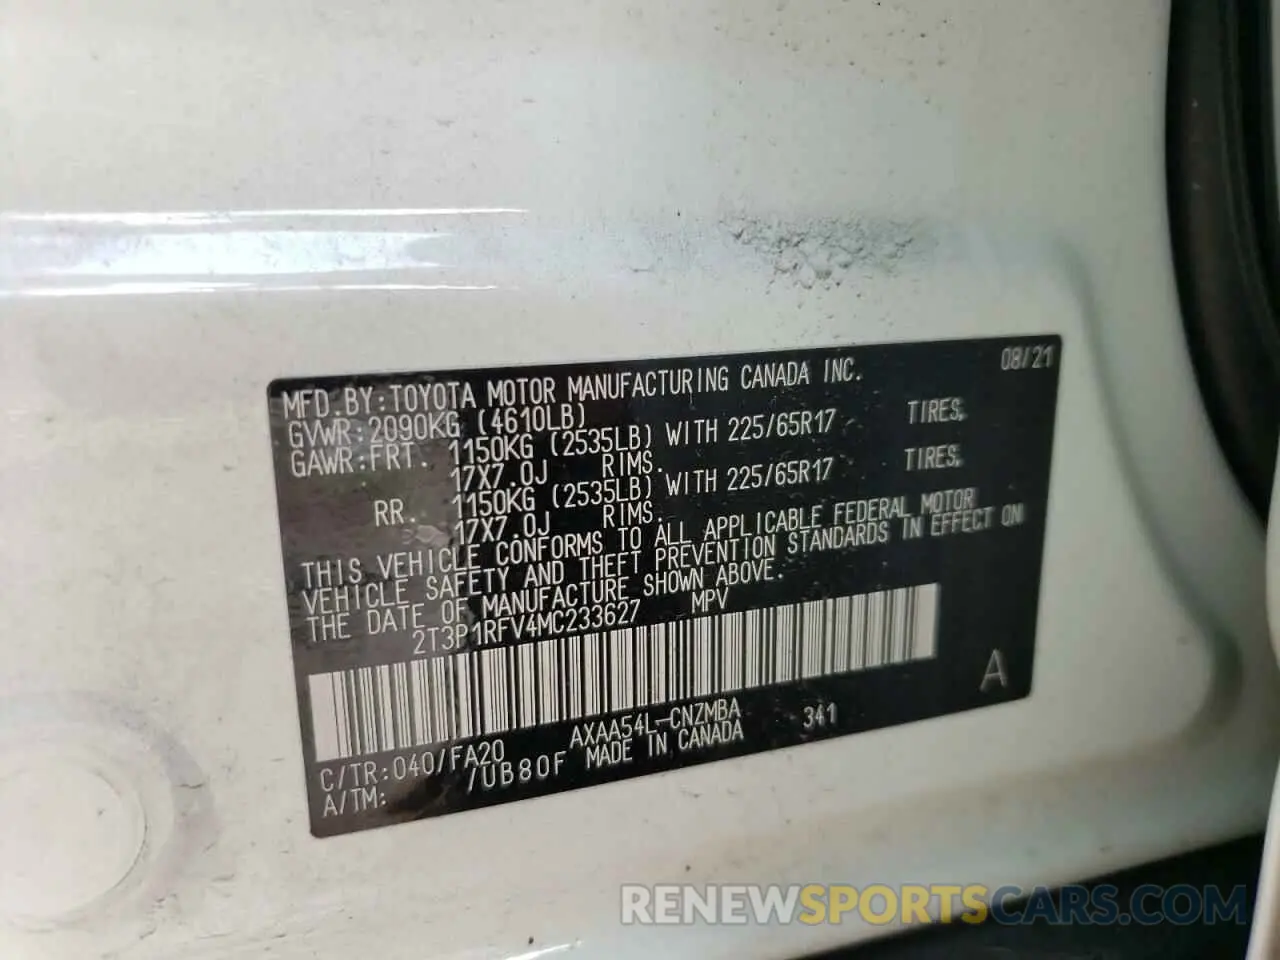 08/21
MFD.BY:TOYOTA MOTOR MANUFACTURING CANADA INC.
GVWR:2090KG (4610LB)
GAWR:FRT. 1150KG (2535LB) WITH 225/65R17 TIRES,
17X7.0J RIMS.
RR. 1150KG (2535LB) WITH 225/65R17 TIRES,
17X7.0J RIMS.
THIS VEHICLE CONFORMS TO ALL APPLICABLE FEDERAL MOTOR
VEHICLE SAFETY AND THEFT PREVENTION STANDARDS IN EFFECT ON
THE DATE OF MANUFACTURE SHOWN ABOVE.
2T3P1RFV4MC233627 MPV
A
C/TR:040/FA20 AXAA54L-CNZMBA 341
A/TM: /UB80F MADE IN CANADA
RENEWSPORTSCARS.COM